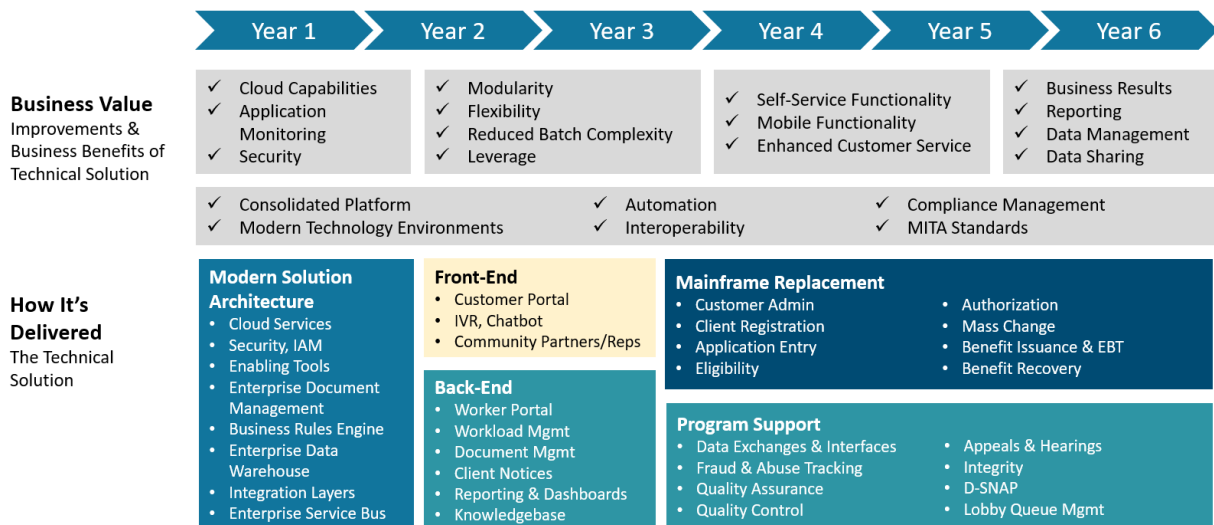 Year 1
Year 2
Year 3
Year 4
Year 5
Year 6
Business Value
Improvements &
Business Benefits of
Technical Solution
✓ Cloud Capabilities
✓ Application
Monitoring
✓ Security
✓ Modularity
✓ Flexibility
✓ Reduced Batch Complexity
✓ Leverage
✓ Self-Service Functionality
✓ Mobile Functionality
✓ Enhanced Customer Service
✓ Business Results
✓ Reporting
✓ Data Management
✓ Data Sharing
✓ Consolidated Platform
✓ Modern Technology Environments
✓ Automation
✓ Interoperability
✓ Compliance Management
✓ MITA Standards
How It's
Delivered
The Technical
Solution
Modern Solution
Architecture
• Cloud Services
• Security, IAM
• Enabling Tools
• Enterprise Document
Management
• Business Rules Engine
• Enterprise Data
Warehouse
• Integration Layers
• Enterprise Service Bus
Front-End
• Customer Portal
• IVR, Chatbot
• Community Partners/Reps
Back-End
• Worker Portal
• Workload Mgmt
• Document Mgmt
• Client Notices
• Reporting & Dashboards
• Knowledgebase
Mainframe Replacement
• Customer Admin
• Client Registration
• Application Entry
• Eligibility
• Authorization
• Mass Change
• Benefit Issuance & EBT
• Benefit Recovery
Program Support
• Data Exchanges & Interfaces
• Fraud & Abuse Tracking
• Quality Assurance
• Quality Control
• Appeals & Hearings
• Integrity
• D-SNAP
• Lobby Queue Mgmt